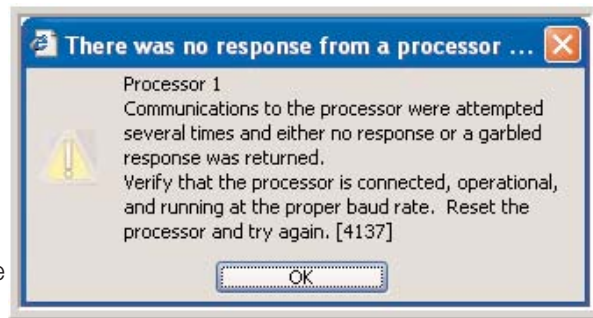 There was no response from a processor ...
Processor 1
Communications to the processor were attempted
several times and either no response or a garbled
response was returned.
Verify that the processor is connected, operational,
and running at the proper baud rate.  Reset the
processor and try again. [4137]
e
OK